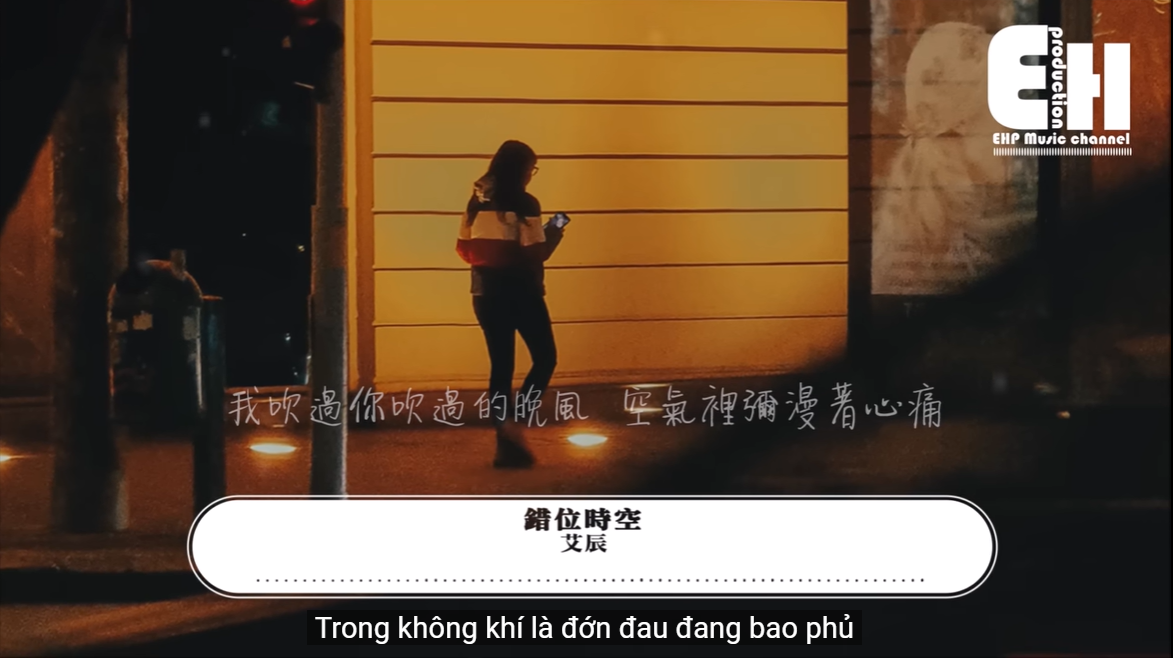 EH
production
EHP Music channel
我吹過你吹過的晚風 空氣裡彌漫著心痛
錯位時空
艾辰
Trong không khí là đớn đau đang bao phủ